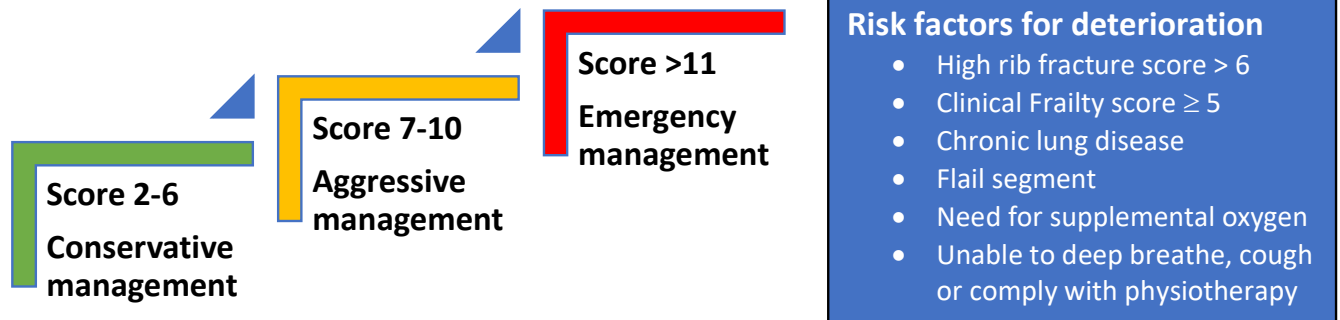 Score 2-6
Conservative
management
Score 7-10
Aggressive
management
Score >11
Emergency
management
Risk factors for deterioration
• High rib fracture score > 6
• Clinical Frailty score ≥ 5
• Chronic lung disease
• Flail segment
• Need for supplemental oxygen
• Unable to deep breathe, cough
or comply with physiotherapy